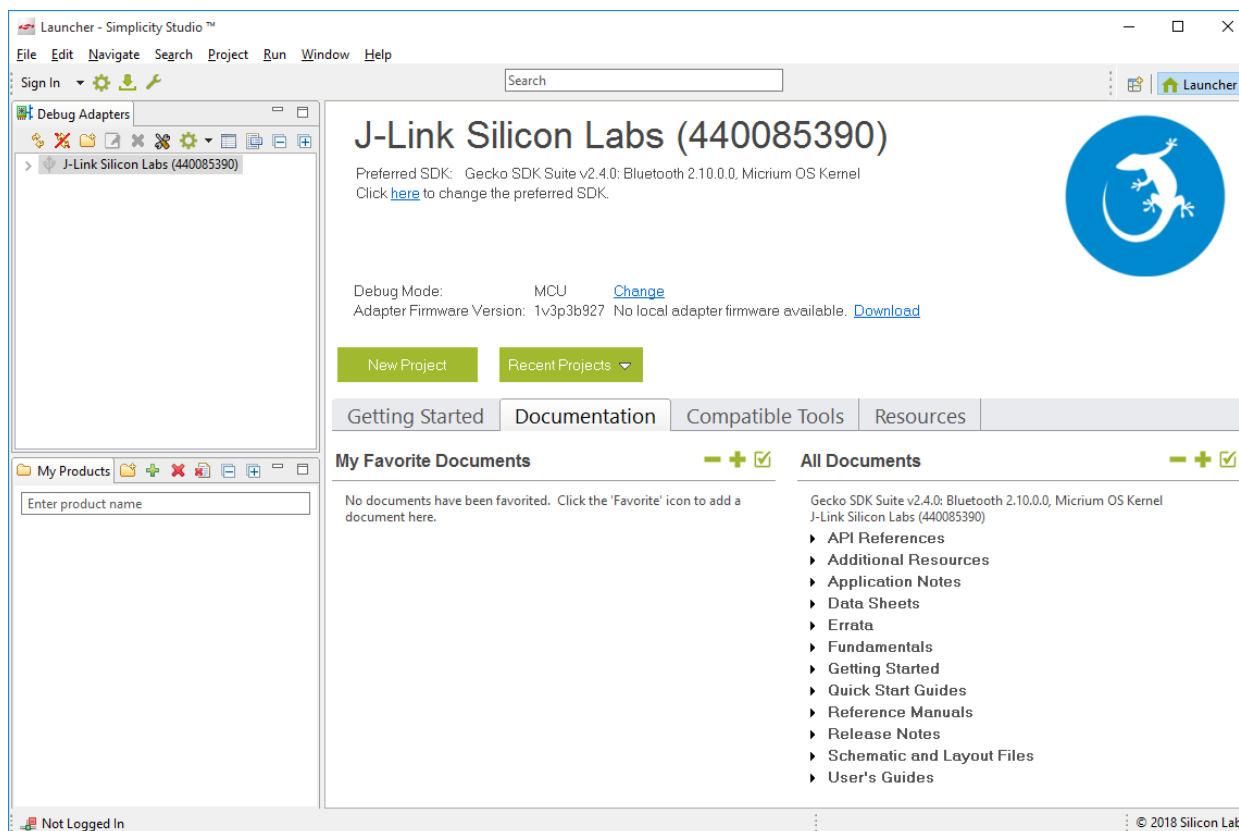 Launcher - Simplicity Studio ™
File Edit Navigate Search Project Run Window Help
Sign In
Search
Launcher
Debug Adapters
J-Link Silicon Labs (440085390)
J-Link Silicon Labs (440085390)
Preferred SDK: Gecko SDK Suite v2.4.0: Bluetooth 2.10.0.0, Micrium OS Kernel
Click here to change the preferred SDK.
Debug Mode: MCU Change
Adapter Firmware Version: 1v3p3b927 No local adapter firmware available. Download
New Project
Recent Projects
Getting Started Documentation Compatible Tools Resources
My Products
Enter product name
My Favorite Documents
No documents have been favorited. Click the 'Favorite' icon to add a
document here.
All Documents
Gecko SDK Suite v2.4.0: Bluetooth 2.10.0.0, Micrium OS Kernel
J-Link Silicon Labs (440085390)
API References
Additional Resources
Application Notes
Data Sheets
Errata
Fundamentals
Getting Started
Quick Start Guides
Reference Manuals
Release Notes
Schematic and Layout Files
User's Guides
Not Logged In
© 2018 Silicon Lab